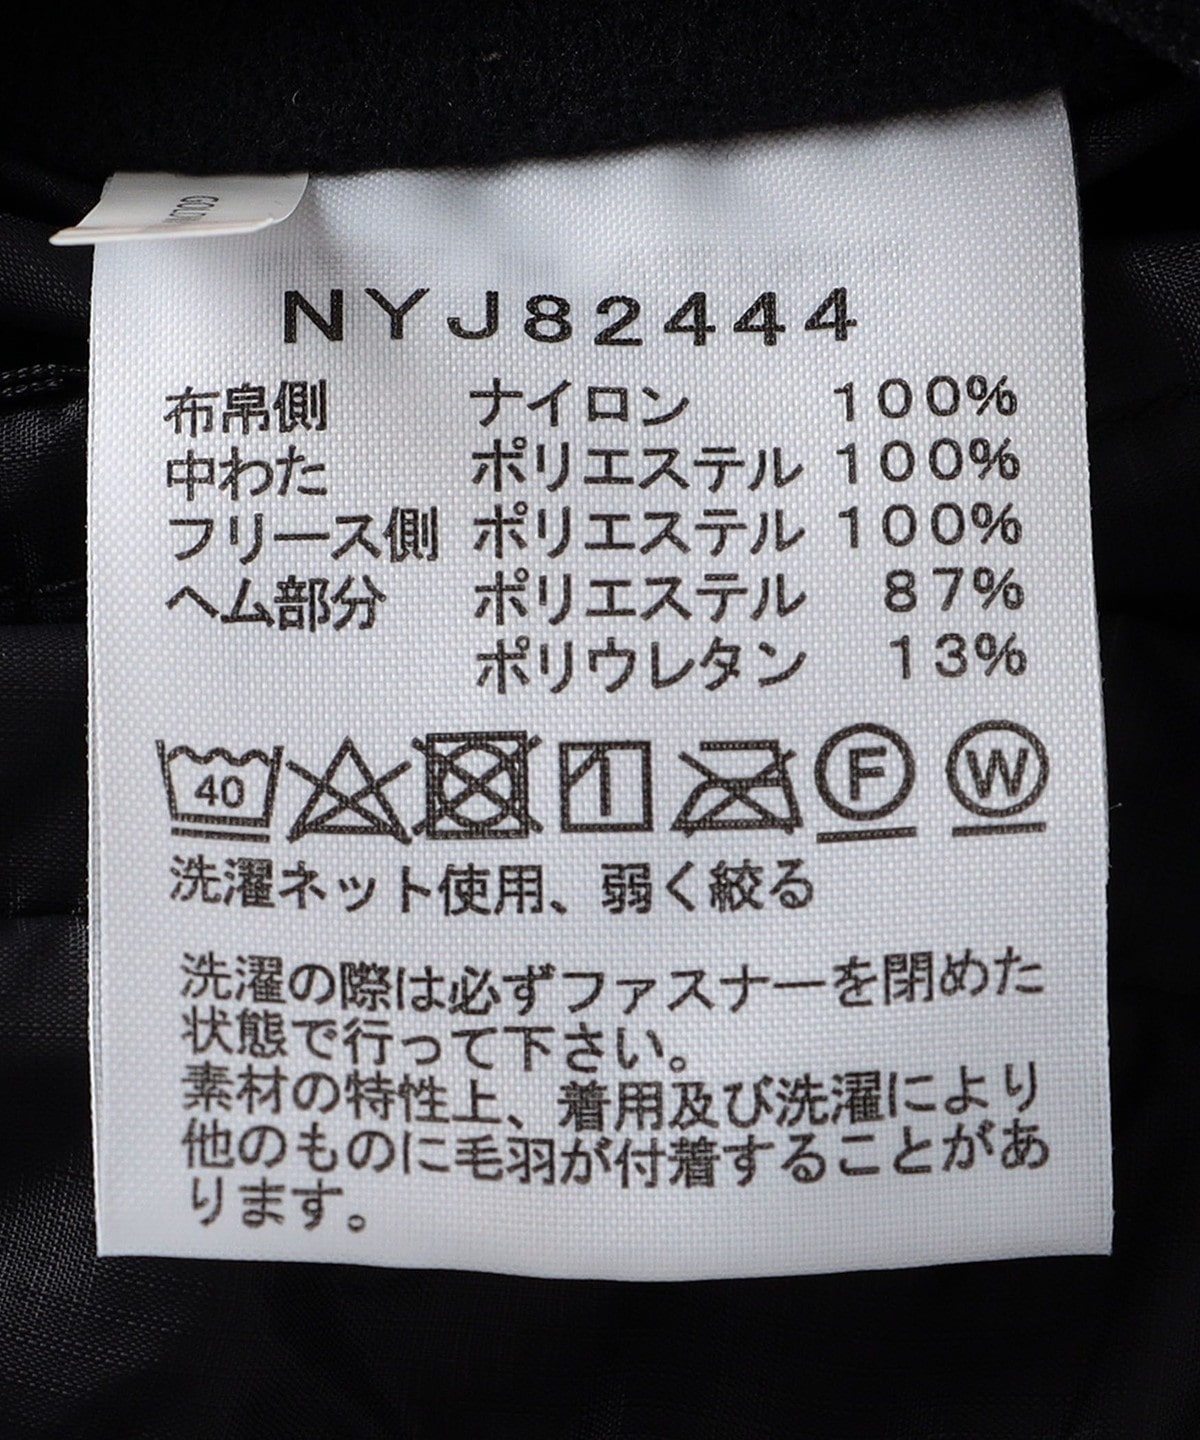 NYJ82444
布帛側 ナイロン 100%
中わた ポリエステル 100%
フリース側 ポリエステル 100%
ヘム部分 ポリエステル 87%
ポリウレタン 13%
40 F W
洗濯ネット使用、弱く絞る
洗濯の際は必ずファスナーを閉めた
状態で行って下さい。
素材の特性上、着用及び洗濯により
他のものに毛羽が付着することがあ
ります。